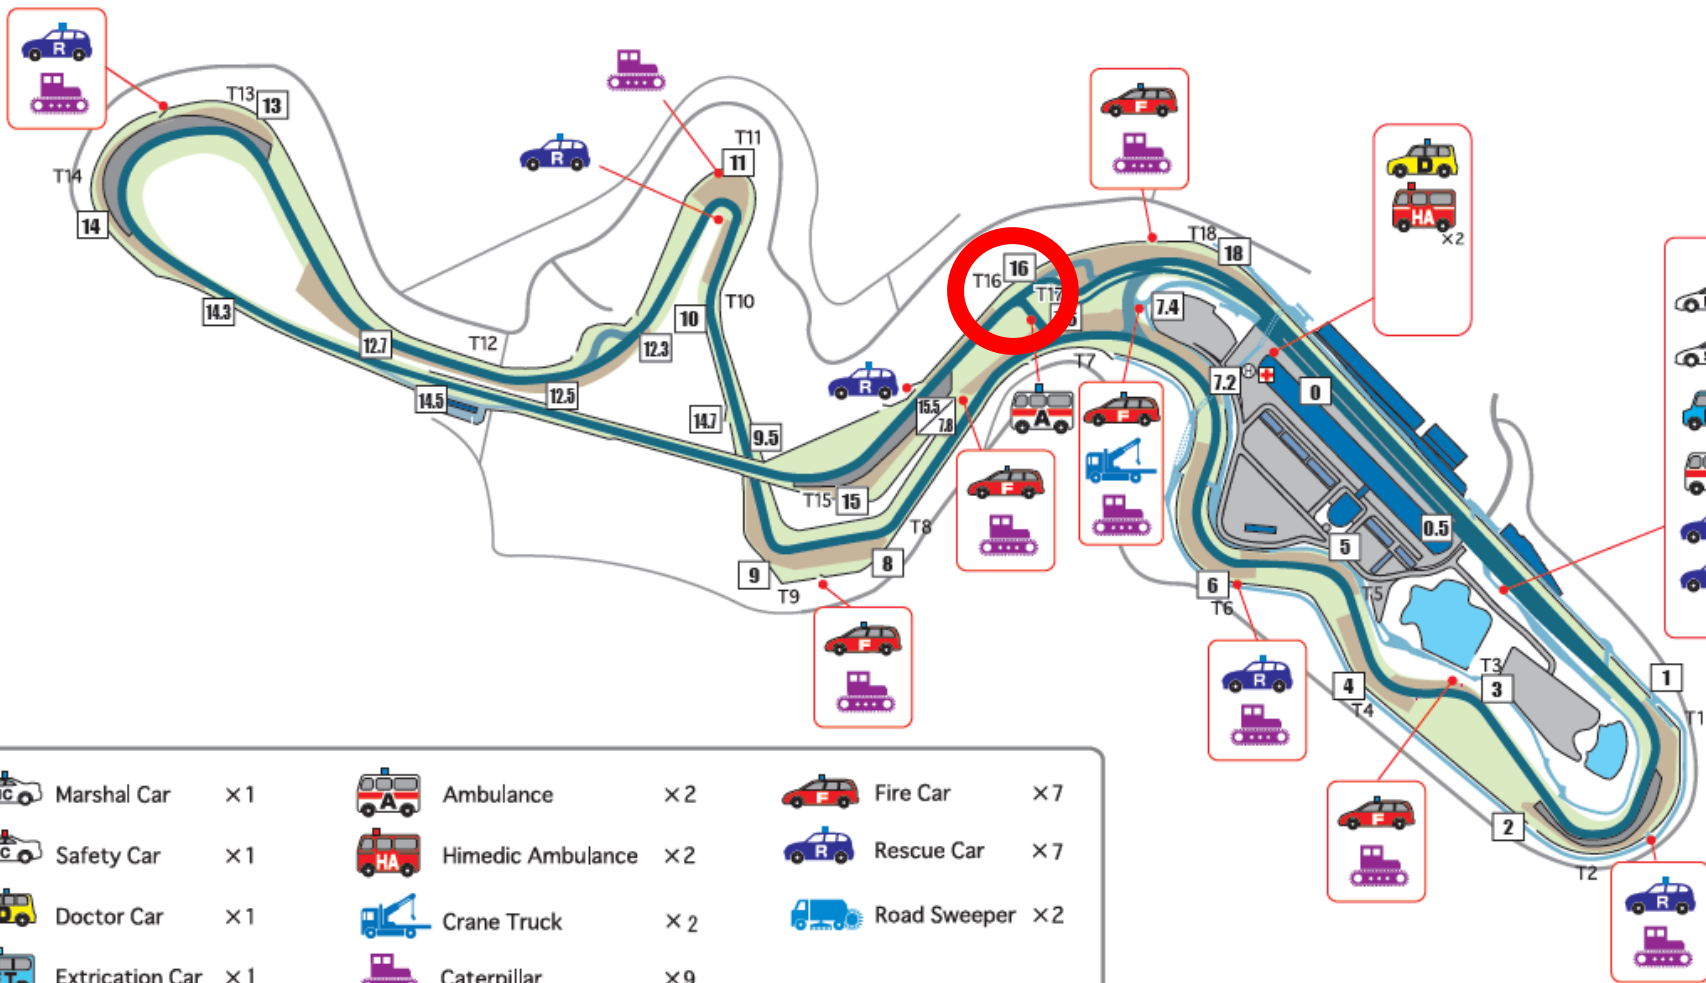 R
T13
13
T14
14
14.3
12.7
T12
14.5
12.5
12.3
R
T11
11
T10
10
14.7
9.5
T15
15
9
T9
8
T8
F
R
15.5
7.8
F
T16
16
T17
A
T7
F
7.4
F
T18
18
D
HA
×2
7.2
H
0
0.5
5
T5
6
T6
R
4
T4
T3
3
F
1
T1
2
T2
R
Marshal Car ×1
Safety Car ×1
D
Doctor Car ×1
Extrication Car ×1
A
Ambulance ×2
HA
Himedic Ambulance ×2
Crane Truck ×2
Caterpillar ×9
F
Fire Car ×7
R
Rescue Car ×7
Road Sweeper ×2